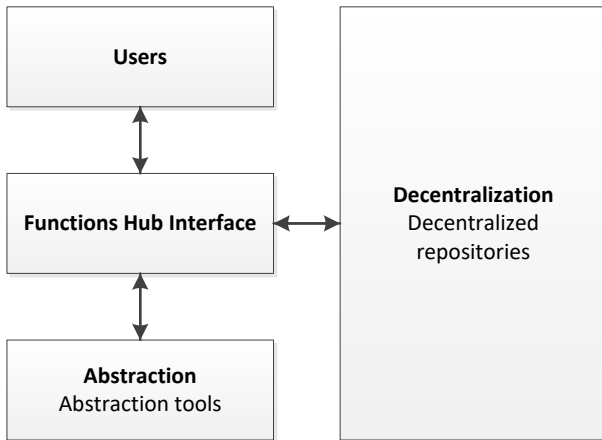 Users
Functions Hub Interface
Decentralization
Decentralized
repositories
Abstraction
Abstraction tools